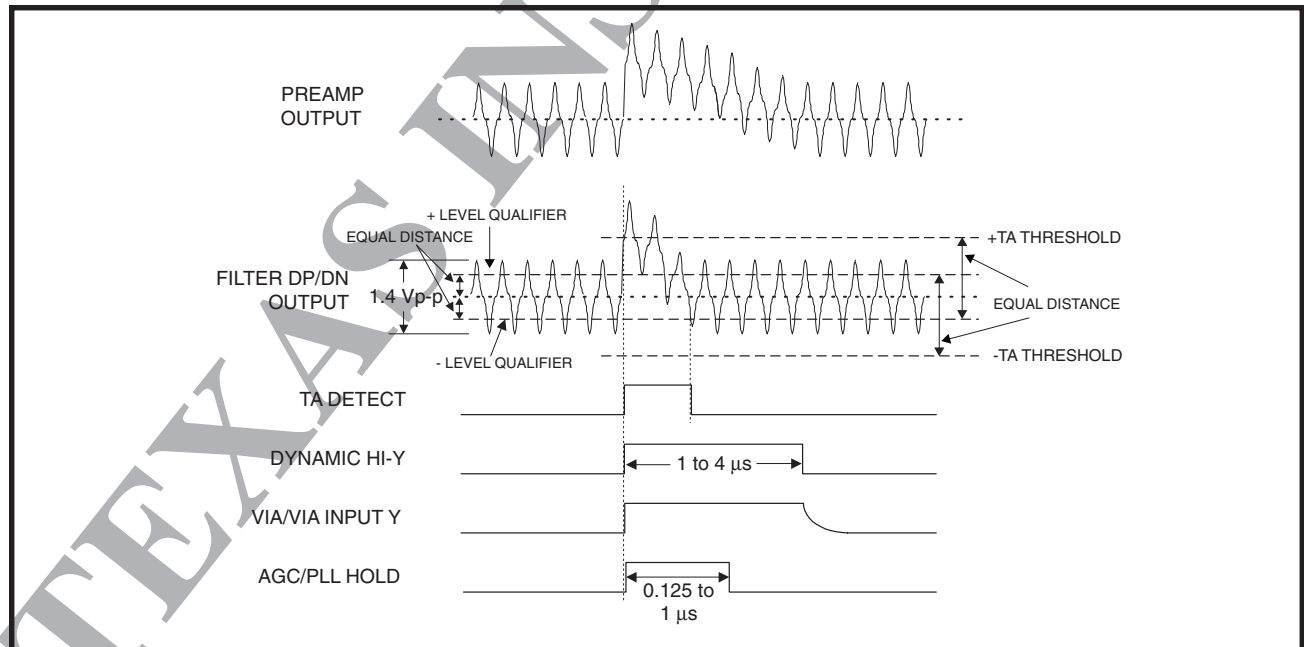 TEXAS INS
PREAMP
OUTPUT
+ LEVEL QUALIFIER
EQUAL DISTANCE
+TA THRESHOLD
FILTER DP/DN
OUTPUT
1.4 Vp-p
EQUAL DISTANCE
- LEVEL QUALIFIER
-TA THRESHOLD
TA DETECT
DYNAMIC HI-Y
1 to 4 μs
VIA/VIA INPUT Y
AGC/PLL HOLD
0.125 to
1 μs